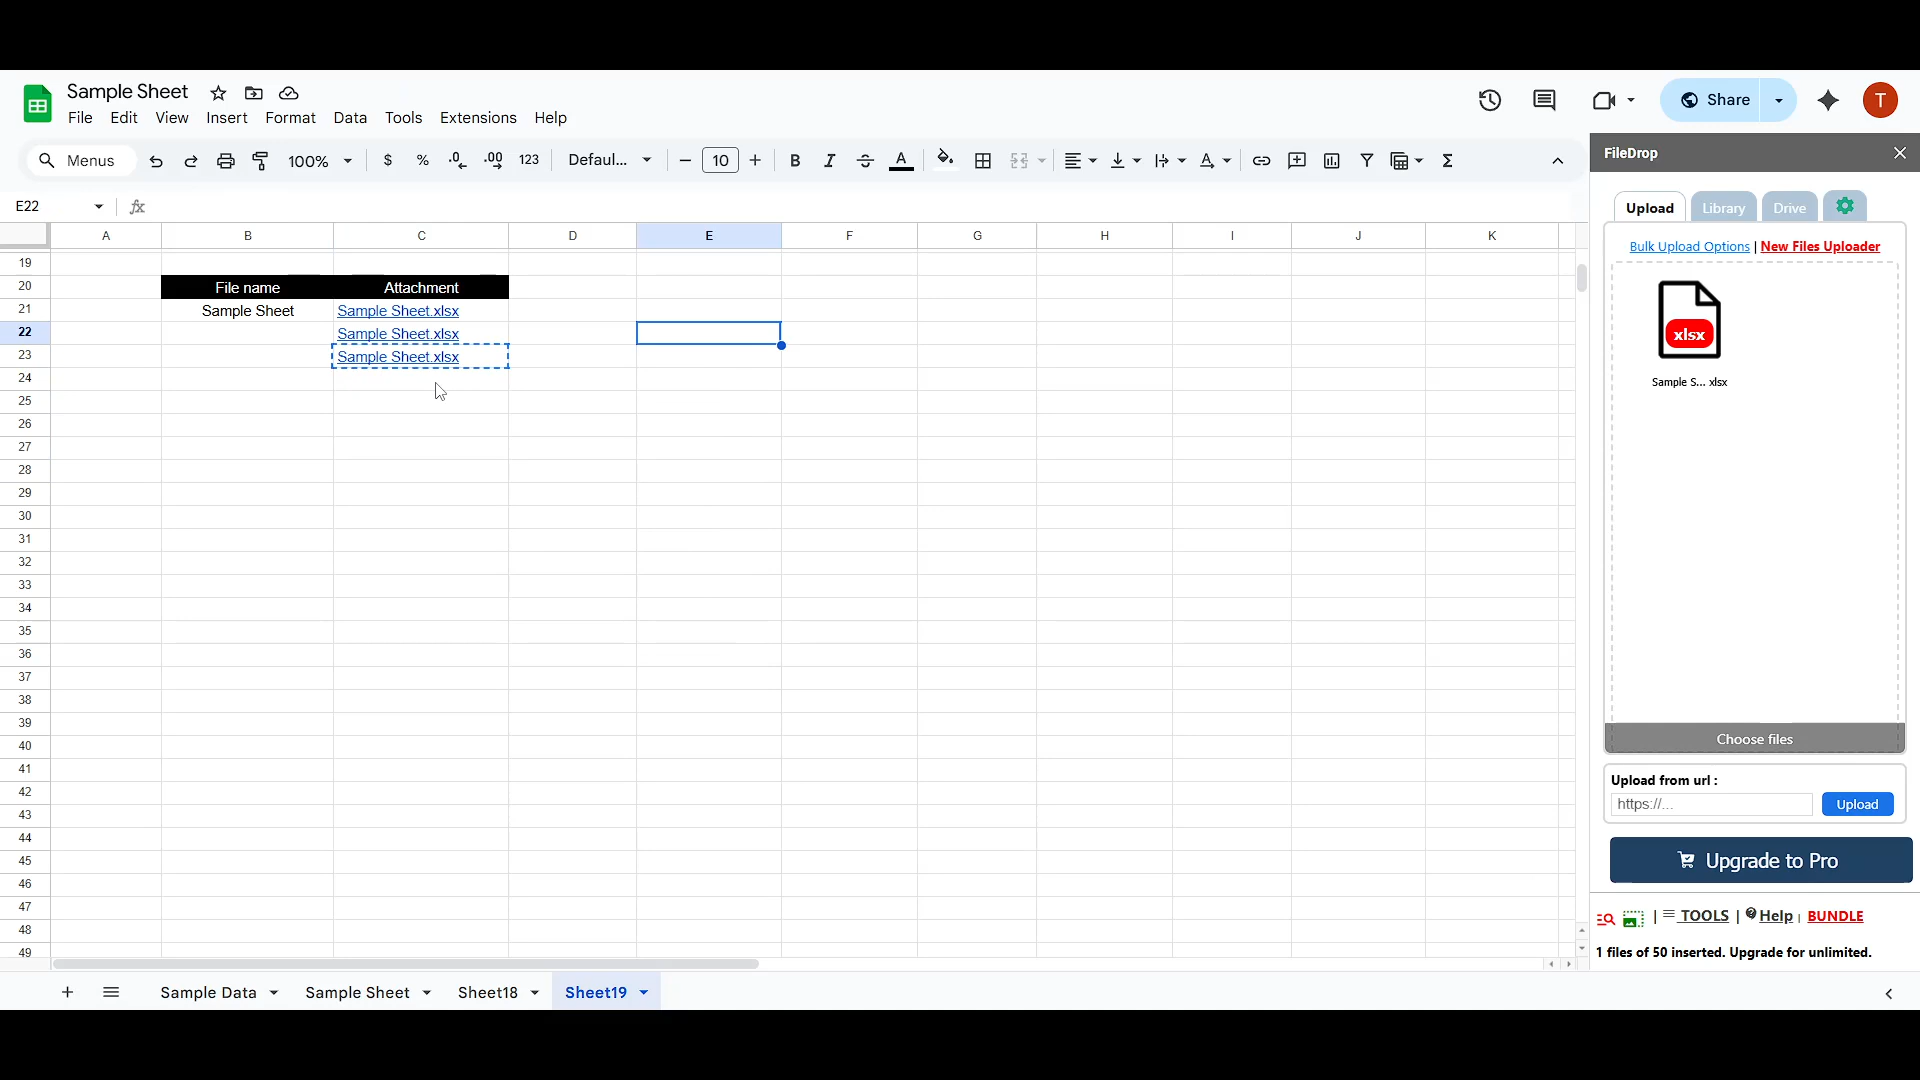 Sample Sheet
File Edit View Insert Format Data Tools Extensions Help
Share
T
Menus 100% $ % .0 .00 123 Defaul... 10 B I S A
E22 fx
FileDrop
Upload Library Drive
Bulk Upload Options | New Files Uploader
A B C D E F G H I J K
19
20 File name Attachment
21 Sample Sheet Sample Sheet.xlsx
22 Sample Sheet.xlsx
23 Sample Sheet.xlsx
24
25
26
27
28
29
30
31
32
33
34
35
36
37
38
39
40
41
42
43
44
45
46
47
48
49
xlsx
Sample S... xlsx
Choose files
Upload from url :
https://... Upload
Upgrade to Pro
| TOOLS | Help | BUNDLE
1 files of 50 inserted. Upgrade for unlimited.
Sample Data Sample Sheet Sheet18 Sheet19